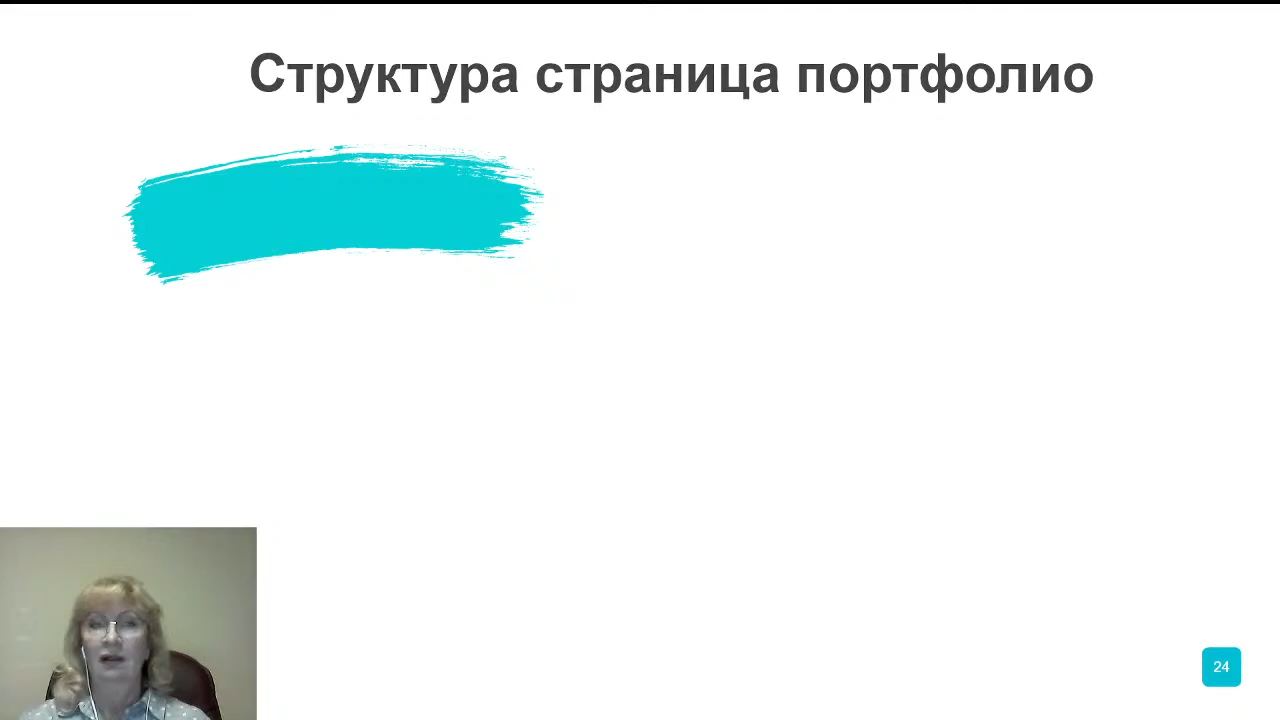 Структура страница портфолио
24